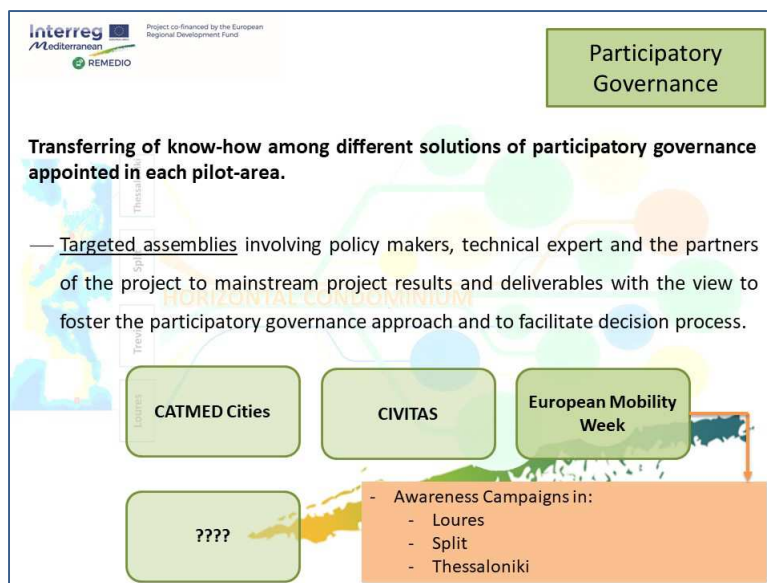 Interreg
Mediterranean
REMEDIO
Project co-financed by the European
Regional Development Fund
Participatory
Governance
Transferring of know-how among different solutions of participatory governance
appointed in each pilot-area.
— Targeted assemblies involving policy makers, technical expert and the partners
of the project to mainstream project results and deliverables with the view to
foster the participatory governance approach and to facilitate decision process.
Thessaloniki
Split
Trevi
Loures
HORIZONTAL CONDOMINIUM
CATMED Cities
CIVITAS
European Mobility
Week
????
- Awareness Campaigns in:
- Loures
- Split
- Thessaloniki